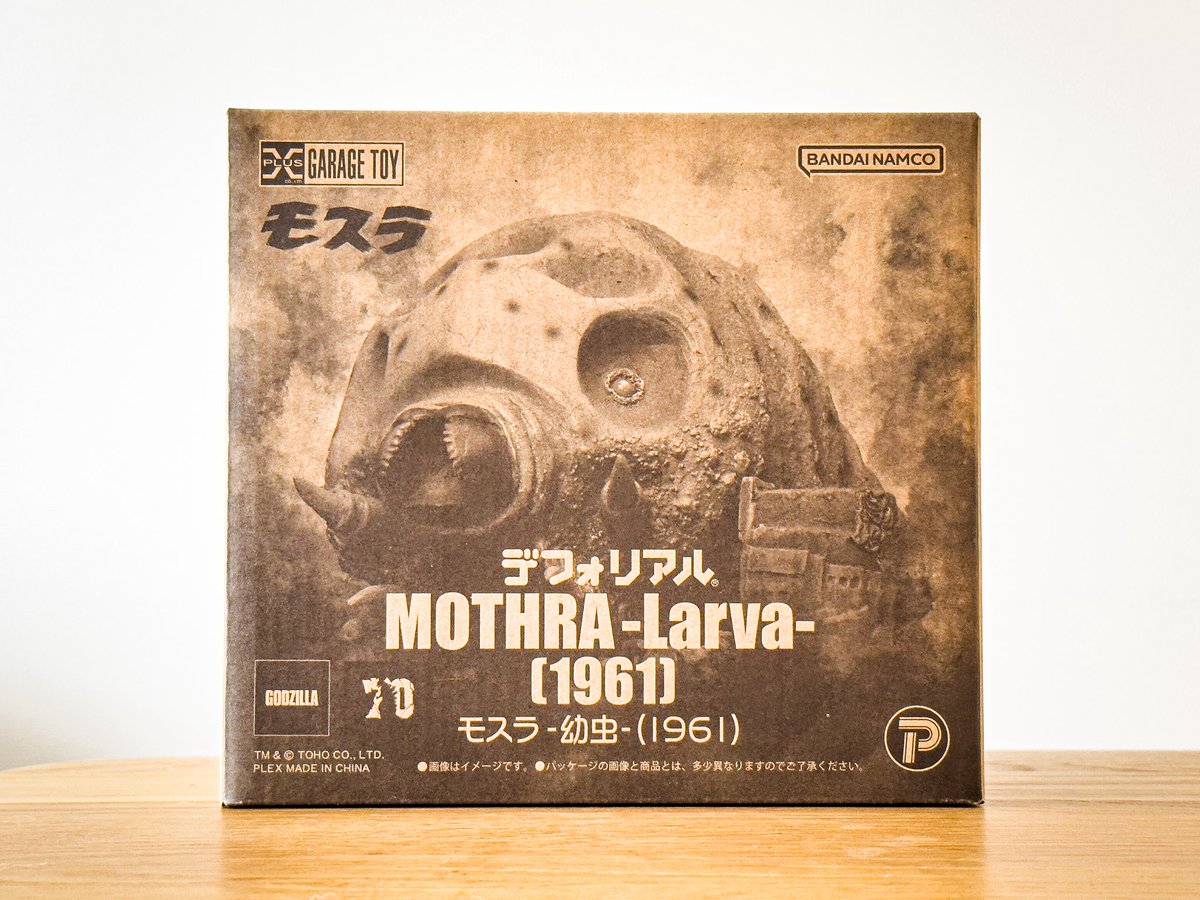 X PLUS CO., LTD. GARAGE TOY
BANDAI NAMCO
モスラ
デフォリアル®
MOTHRA -Larva-
(1961)
モスラ -幼虫- (1961)
GODZILLA
70
TM & © TOHO CO., LTD.
PLEX MADE IN CHINA
●画像はイメージです。 ●パッケージの画像と商品とは、多少異なりますのでご了承ください。
P